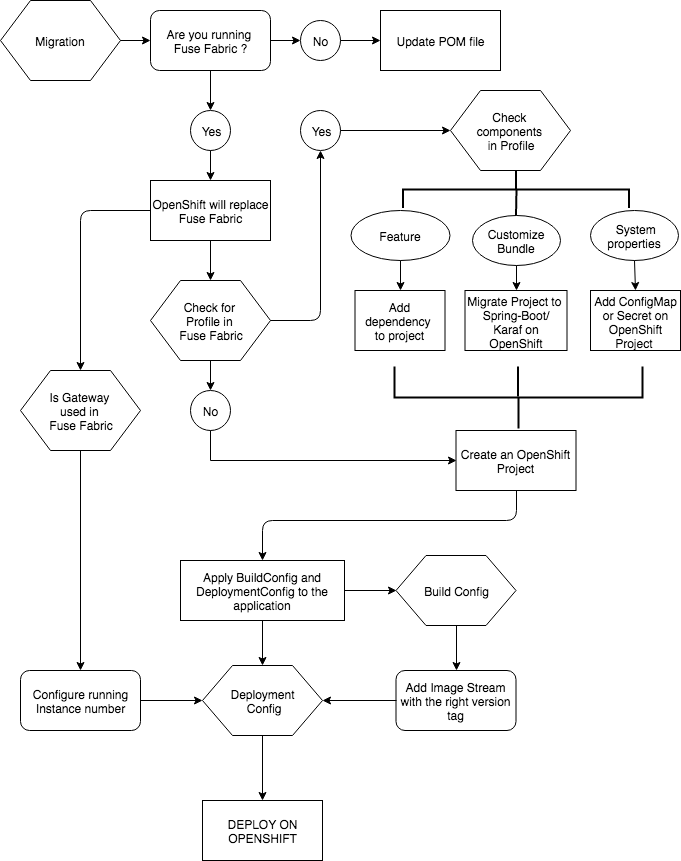 Migration
Are you running
Fuse Fabric ?
No
Update POM file
Yes
Yes
Check
components
in Profile
OpenShift will replace
Fuse Fabric
Feature
Customize
Bundle
System
properties
Check for
Profile in
Fuse Fabric
Add
dependency
to project
Migrate Project to
Spring-Boot/
Karaf on
OpenShift
Add ConfigMap
or Secret on
OpenShift
Project
Is Gateway
used in
Fuse Fabric
No
Create an OpenShift
Project
Apply BuildConfig and
DeploymentConfig to the
application
Build Config
Configure running
Instance number
Deployment
Config
Add Image Stream
with the right version
tag
DEPLOY ON
OPENSHIFT